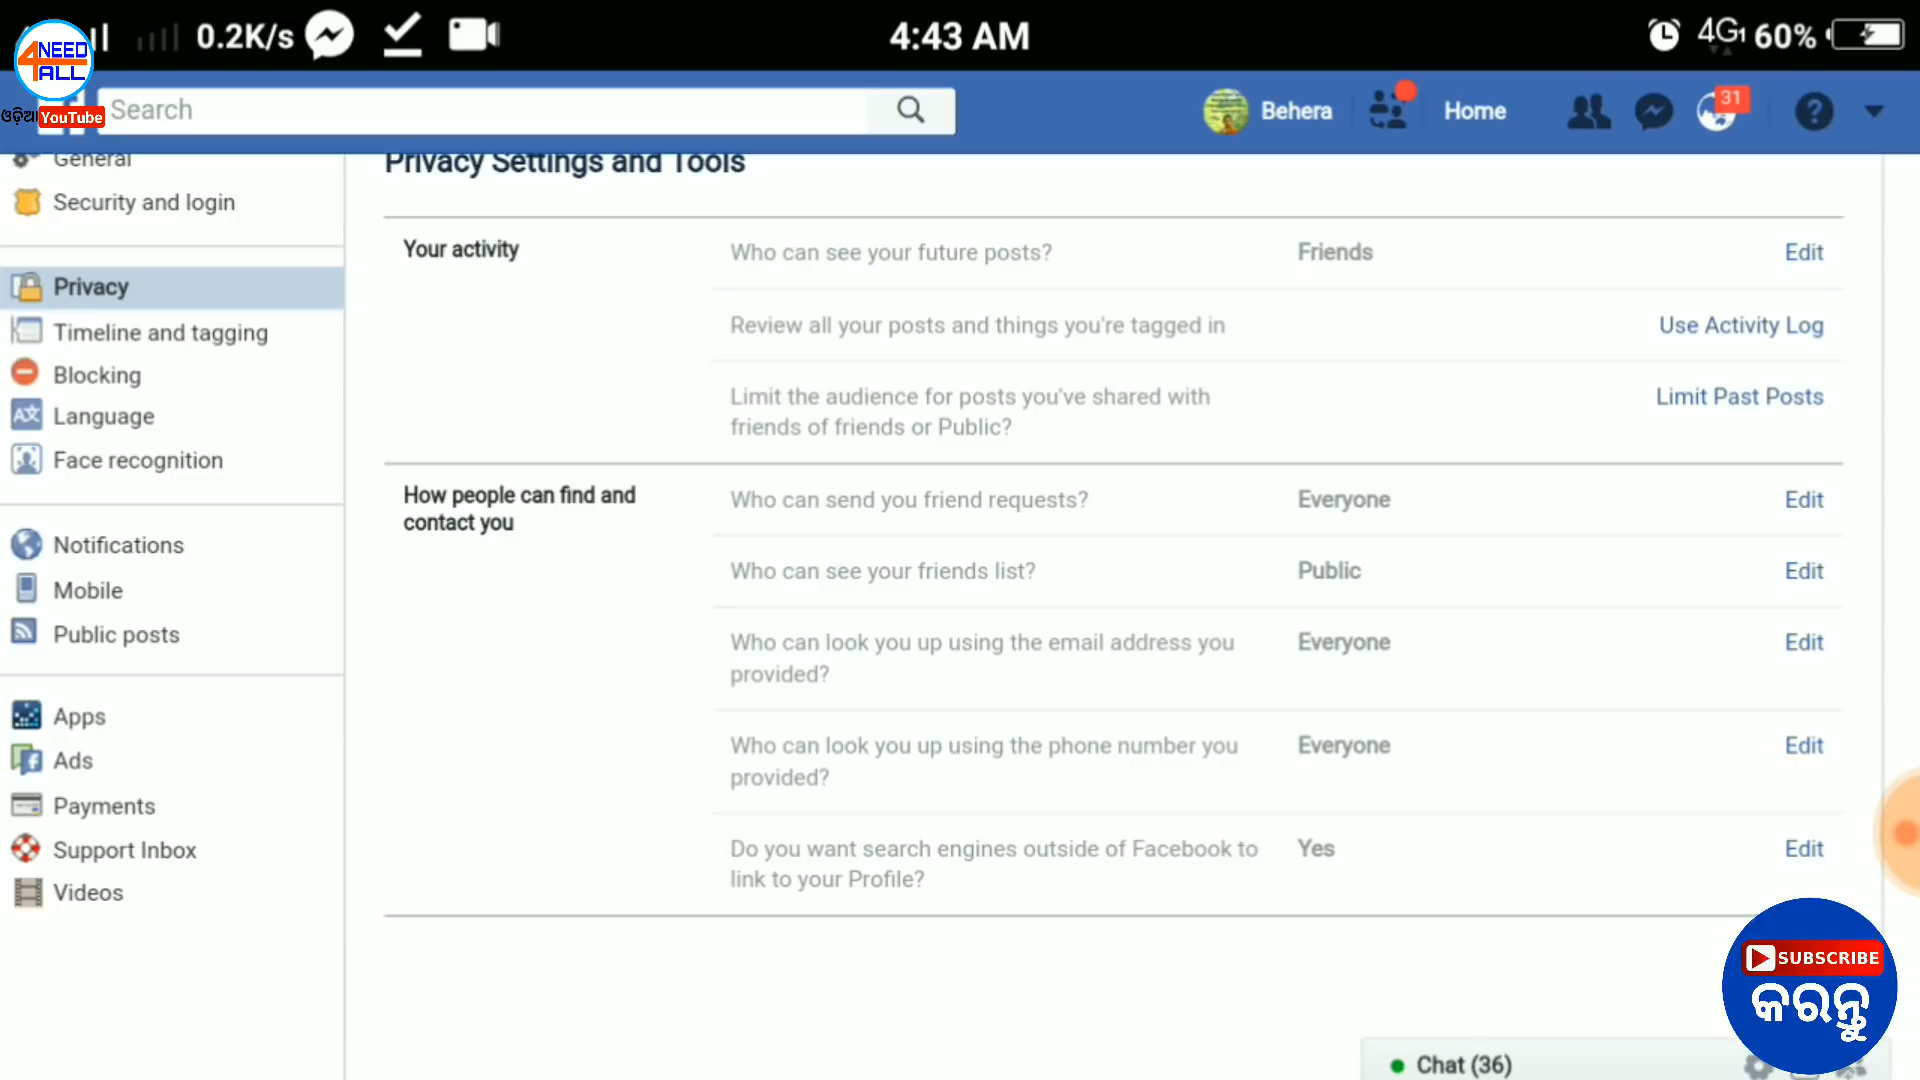 0.2K/s
4:43 AM
4G 60%
4NEED
ALL
ଓଡ଼ିଆ YouTube
Search
Behera
Home
31
General
Security and login
Privacy
Timeline and tagging
Blocking
Language
Face recognition
Notifications
Mobile
Public posts
Apps
Ads
Payments
Support Inbox
Videos
Privacy Settings and Tools
Your activity
Who can see your future posts? Friends Edit
Review all your posts and things you're tagged in Use Activity Log
Limit the audience for posts you've shared with
friends of friends or Public? Limit Past Posts
How people can find and
contact you
Who can send you friend requests? Everyone Edit
Who can see your friends list? Public Edit
Who can look you up using the email address you
provided? Everyone Edit
Who can look you up using the phone number you
provided? Everyone Edit
Do you want search engines outside of Facebook to
link to your Profile? Yes Edit
SUBSCRIBE
କରନ୍ତୁ
Chat (36)